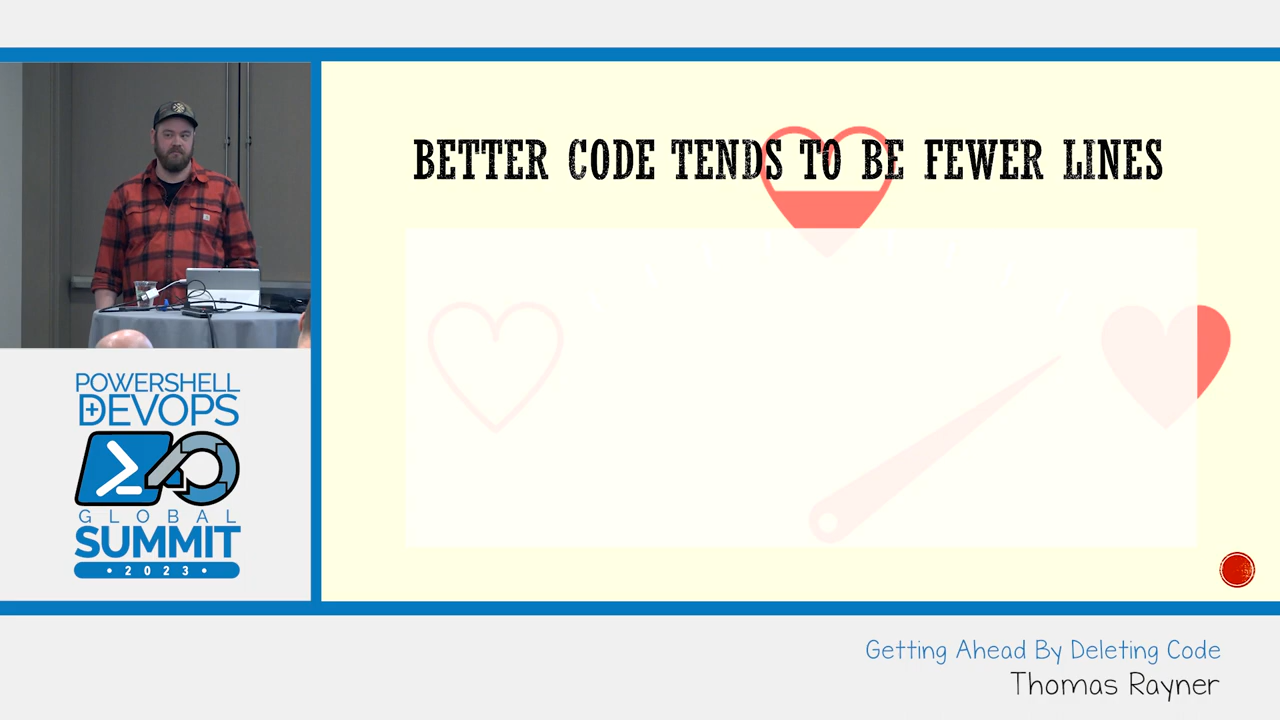 BETTER CODE TENDS TO BE FEWER LINES
POWERSHELL
+DEVOPS
GLOBAL
SUMMIT
• 2023 •
Getting Ahead By Deleting Code
Thomas Rayner